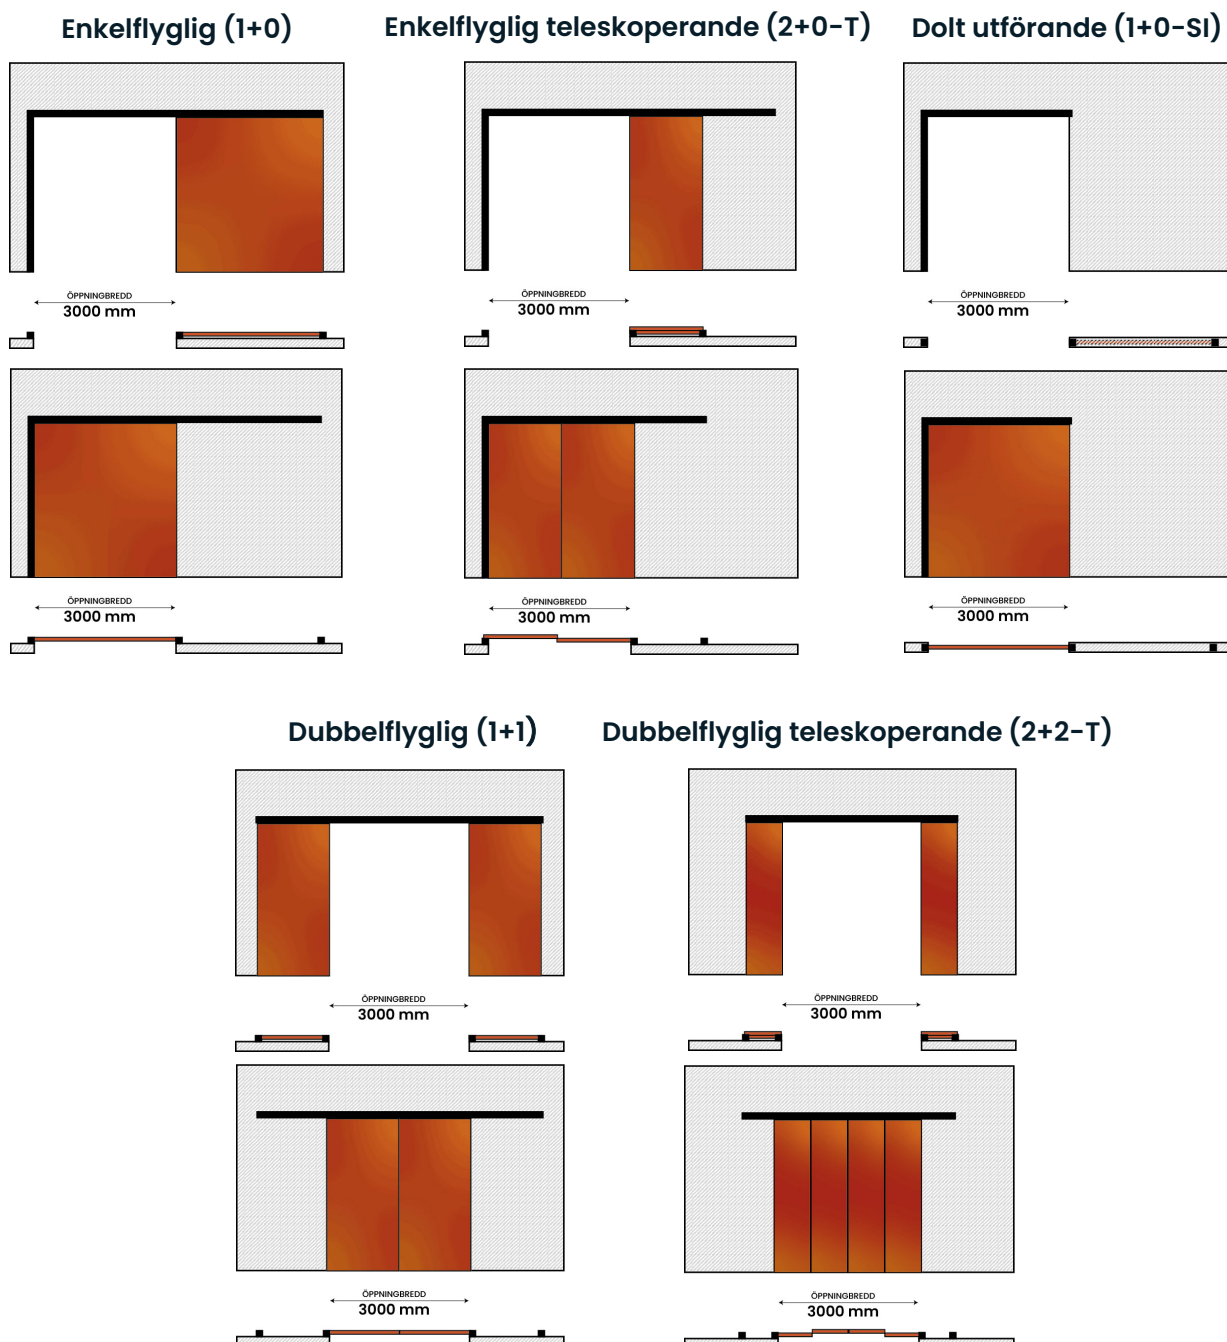 Enkelflyglig (1+0)
Enkelflyglig teleskoperande (2+0-T)
Dolt utförande (1+0-SI)
ÖPPNINGBREDD
3000 mm
ÖPPNINGBREDD
3000 mm
ÖPPNINGBREDD
3000 mm
ÖPPNINGBREDD
3000 mm
ÖPPNINGBREDD
3000 mm
ÖPPNINGBREDD
3000 mm
Dubbelflyglig (1+1)
Dubbelflyglig teleskoperande (2+2-T)
ÖPPNINGBREDD
3000 mm
ÖPPNINGBREDD
3000 mm
ÖPPNINGBREDD
3000 mm
ÖPPNINGBREDD
3000 mm